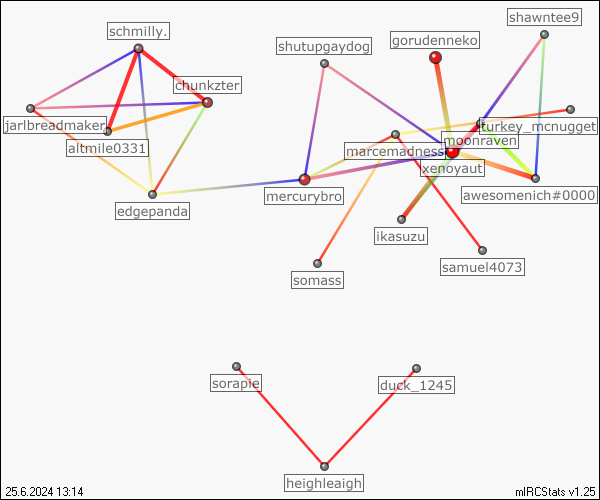 shawntee9
schmilly.
gorudenneko
shutupgaydog
chunkzter
jarlbreadmaker
turkey_mcnugget
moonraven
altmile0331
marcemadness
xenoyaut
mercurybro
awesomenich#0000
edgepanda
ikasuzu
samuel4073
somass
sorapie
duck_1245
heighleaigh
25.6.2024 13:14
mIRCStats v1.25